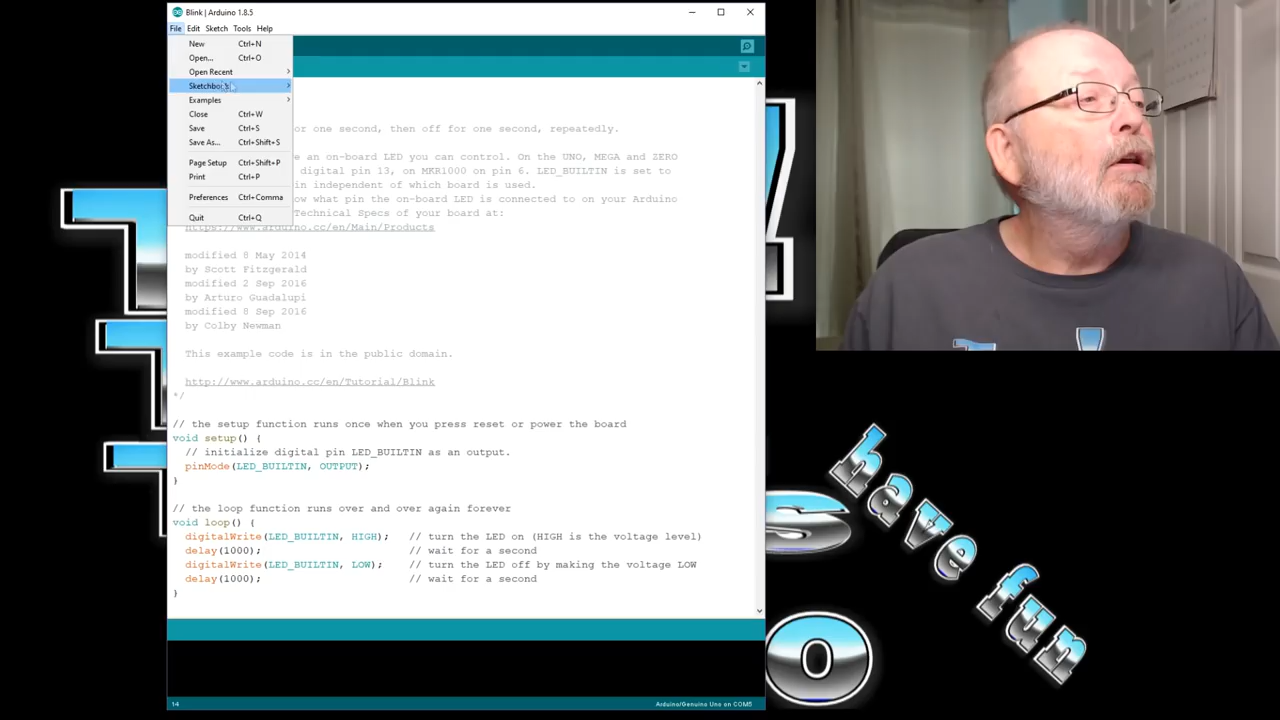 Blink | Arduino 1.8.5
File Edit Sketch Tools Help
New Ctrl+N
Open... Ctrl+O
Open Recent
Sketchbook
Examples
Close Ctrl+W
Save Ctrl+S
Save As... Ctrl+Shift+S
Page Setup Ctrl+Shift+P
Print Ctrl+P
Preferences Ctrl+Comma
Quit Ctrl+Q
or one second, then off for one second, repeatedly.
e an on-board LED you can control. On the UNO, MEGA and ZERO
digital pin 13, on MKR1000 on pin 6. LED_BUILTIN is set to
in independent of which board is used.
ow what pin the on-board LED is connected to on your Arduino
Technical Specs of your board at:
https://www.arduino.cc/en/Main/Products
modified 8 May 2014
by Scott Fitzgerald
modified 2 Sep 2016
by Arturo Guadalupi
modified 8 Sep 2016
by Colby Newman
This example code is in the public domain.
http://www.arduino.cc/en/Tutorial/Blink
*/
// the setup function runs once when you press reset or power the board
void setup() {
// initialize digital pin LED_BUILTIN as an output.
pinMode(LED_BUILTIN, OUTPUT);
}
// the loop function runs over and over again forever
void loop() {
digitalWrite(LED_BUILTIN, HIGH); // turn the LED on (HIGH is the voltage level)
delay(1000); // wait for a second
digitalWrite(LED_BUILTIN, LOW); // turn the LED off by making the voltage LOW
delay(1000); // wait for a second
}
14 Arduino/Genuino Uno on COM5
have fun